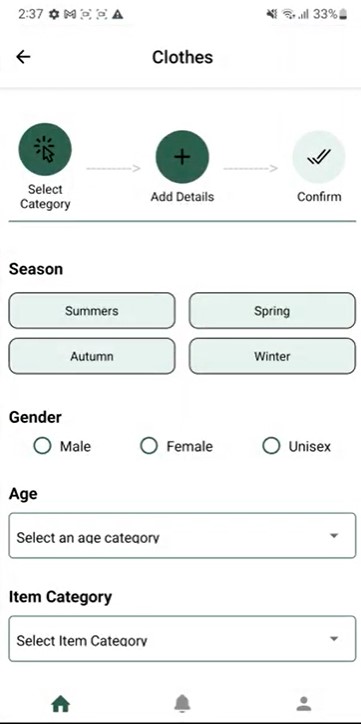 2:37 33%
Clothes
Select
Category
Add Details
Confirm
Season
Summers Spring
Autumn Winter
Gender
Male Female Unisex
Age
Select an age category
Item Category
Select Item Category